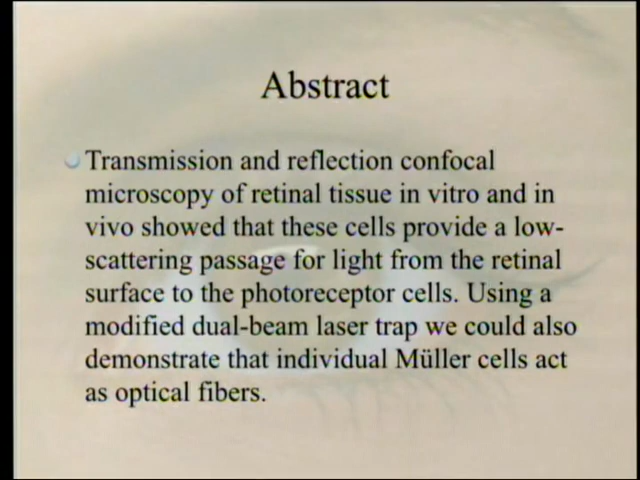 Abstract
Transmission and reflection confocal
microscopy of retinal tissue in vitro and in
vivo showed that these cells provide a low-
scattering passage for light from the retinal
surface to the photoreceptor cells. Using a
modified dual-beam laser trap we could also
demonstrate that individual Müller cells act
as optical fibers.